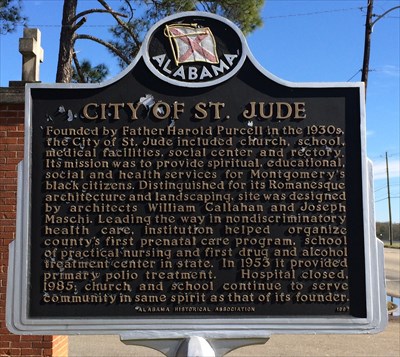 ALABAMA
CITY OF ST. JUDE
Founded by Father Harold Purcell in the 1930s,
the City of St. Jude included church, school,
medical facilities, social center and rectory.
Its mission was to provide spiritual, educational,
social and health services for Montgomery's
black citizens. Distinguished for its Romanesque
architecture and landscaping, site was designed
by architects William Callahan and Joseph
Maschi. Leading the way in nondiscriminatory
health care, institution helped organize
county's first prenatal care program, school
of practical nursing and first drug and alcohol
treatment center in state. In 1953 it provided
primary polio treatment. Hospital closed,
1985; church and school continue to serve
community in same spirit as that of its founder.
ALABAMA HISTORICAL ASSOCIATION